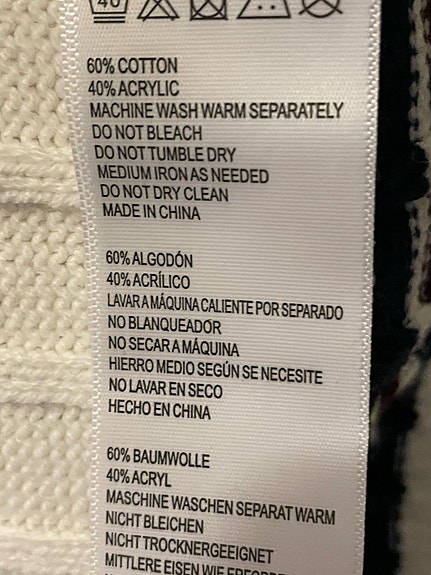 40
60% COTTON
40% ACRYLIC
MACHINE WASH WARM SEPARATELY
DO NOT BLEACH
DO NOT TUMBLE DRY
MEDIUM IRON AS NEEDED
DO NOT DRY CLEAN
MADE IN CHINA
60% ALGODÓN
40% ACRÍLICO
LAVAR A MÁQUINA CALIENTE POR SEPARADO
NO BLANQUEADOR
NO SECAR A MÁQUINA
HIERRO MEDIO SEGÚN SE NECESITE
NO LAVAR EN SECO
HECHO EN CHINA
60% BAUMWOLLE
40% ACRYL
MASCHINE WASCHEN SEPARAT WARM
NICHT BLEICHEN
NICHT TROCKNERGEEIGNET
MITTLERE EISEN WIE